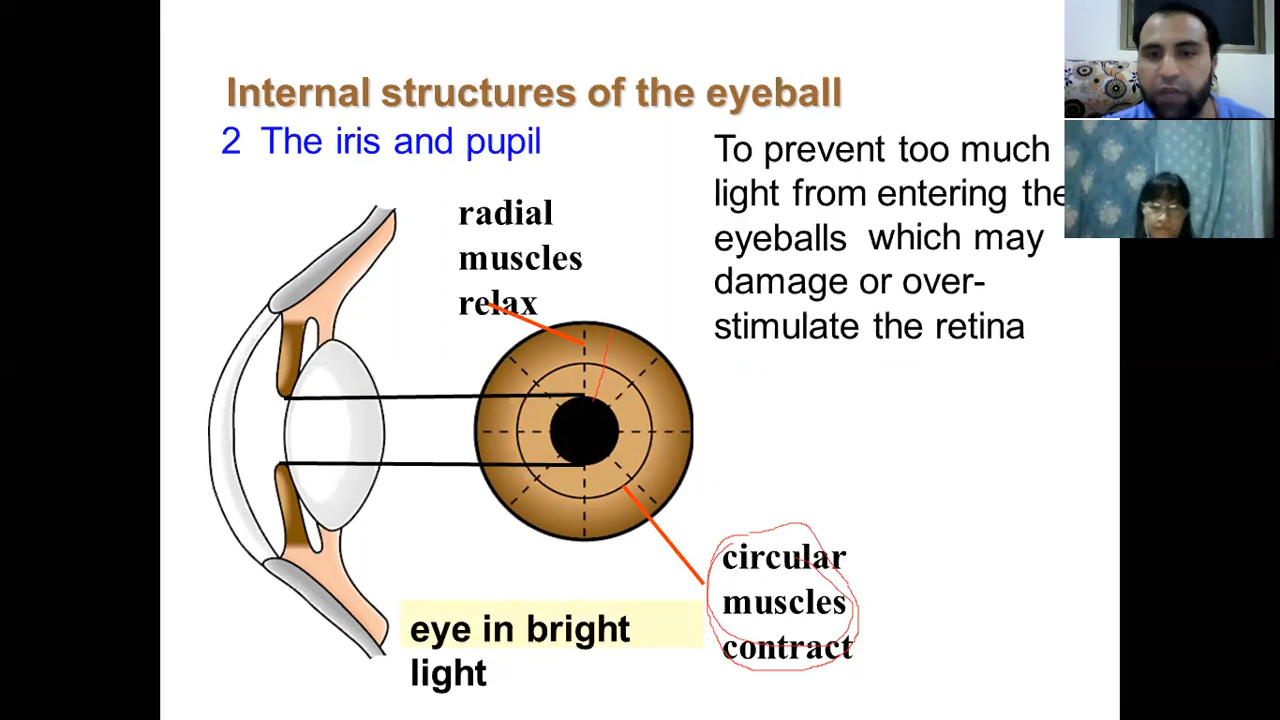 Internal structures of the eyeball
2 The iris and pupil
To prevent too much
light from entering the
eyeballs which may
damage or over-
stimulate the retina
radial
muscles
relax
circular
muscles
contract
eye in bright
light